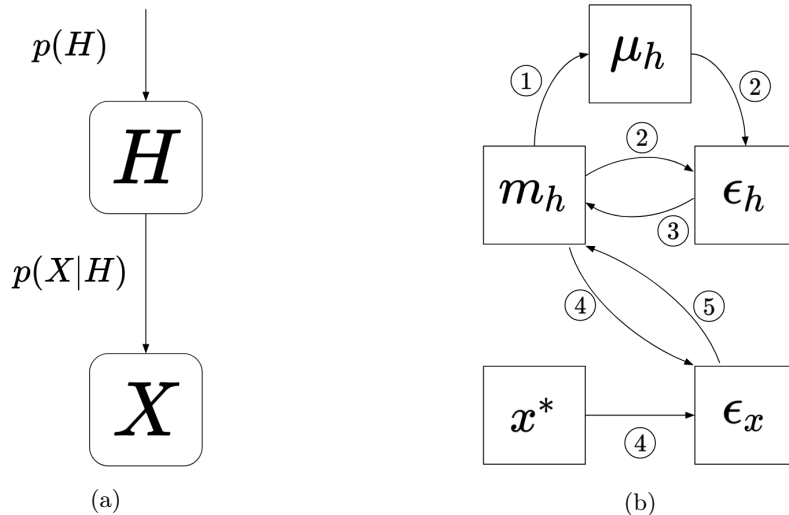 p(H)
H
p(X|H)
X
(a)
μ_h
①
②
②
m_h
ϵ_h
③
④
⑤
x*
ϵ_x
④
(b)